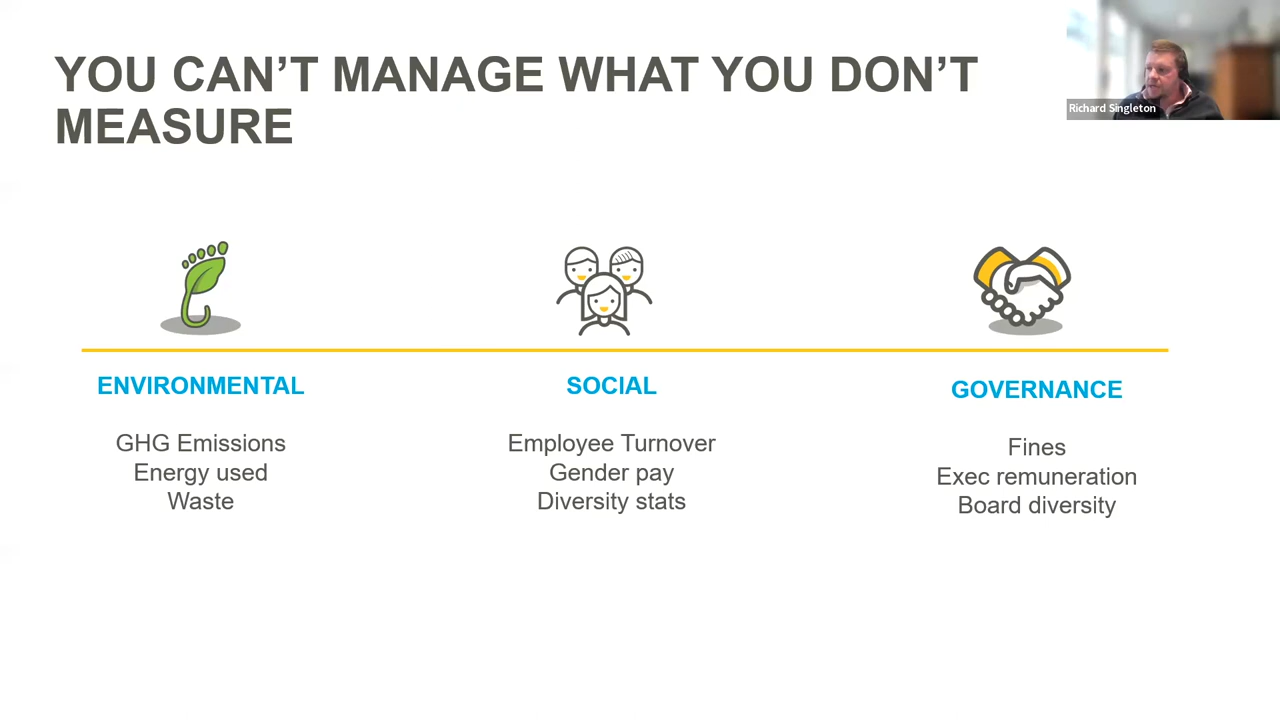 YOU CAN’T MANAGE WHAT YOU DON’T
MEASURE
Richard Singleton
ENVIRONMENTAL
GHG Emissions
Energy used
Waste
SOCIAL
Employee Turnover
Gender pay
Diversity stats
GOVERNANCE
Fines
Exec remuneration
Board diversity